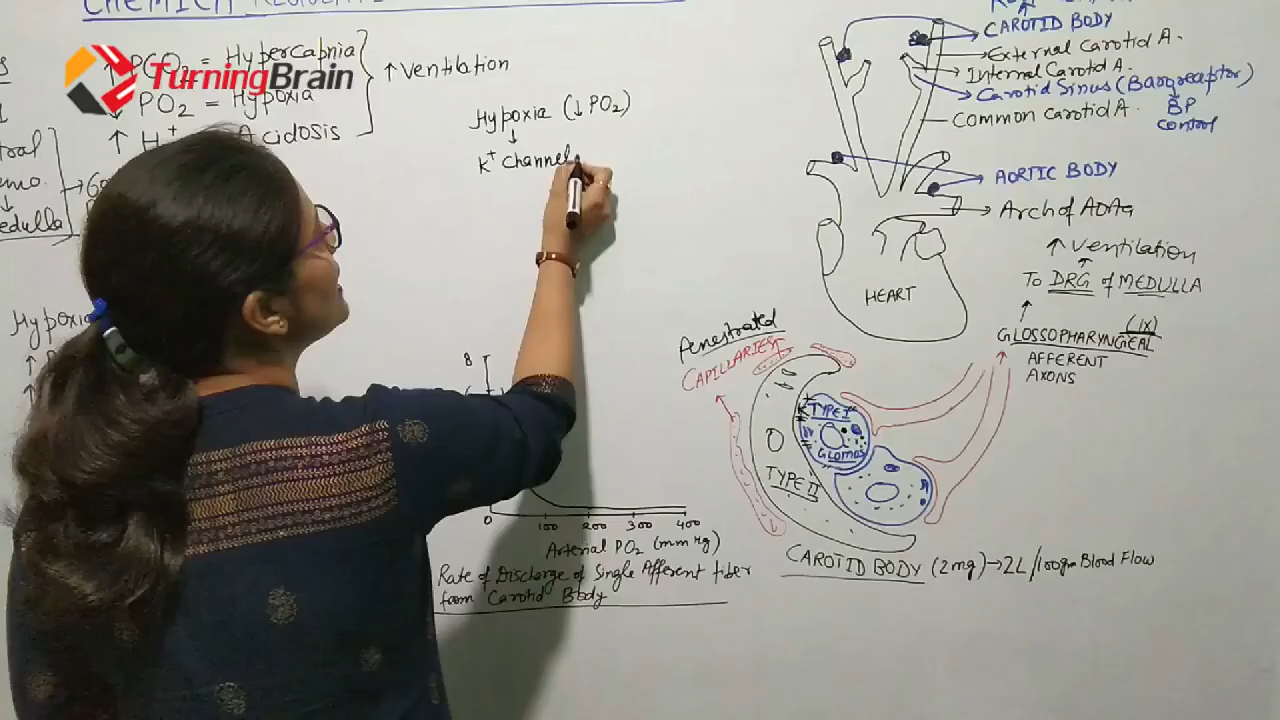 CHEMICAL
TurningBrain
↑ PCO2 = Hypercapnia
PO2 = Hypoxia
↑ H+
Acidosis
↑ Ventilation
Hypoxia (↓PO2)
↓
K+ Channel
Hypoxia
8
0 100 200 300 400
Arterial PO2 (mm Hg)
Rate of Discharge of Single Afferent fiber
from Carotid Body
CAROTID BODY
External Carotid A.
Internal Carotid A.
Carotid Sinus (Baroreceptor)
BP
control
Common Carotid A.
AORTIC BODY
Arch of AOAG
↑ Ventilation
To DRG of MEDULLA
HEART
(IX)
GLOSSOPHARYNGEAL
AFFERENT
AXONS
Fenestrated
CAPILLARIES
TYPE I
GLOMUS
TYPE II
CAROTID BODY (2mg)→2L/100gm Blood Flow